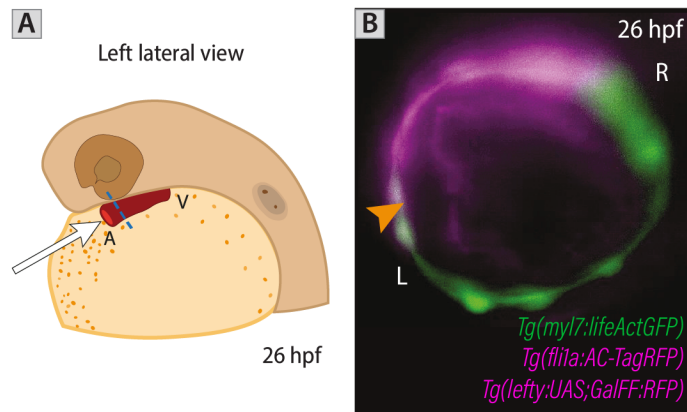 A
Left lateral view
V
A
26 hpf
B
26 hpf
R
L
Tg(myl7:lifeActGFP)
Tg(fli1a:AC-TagRFP)
Tg(lefty:UAS;GalFF:RFP)